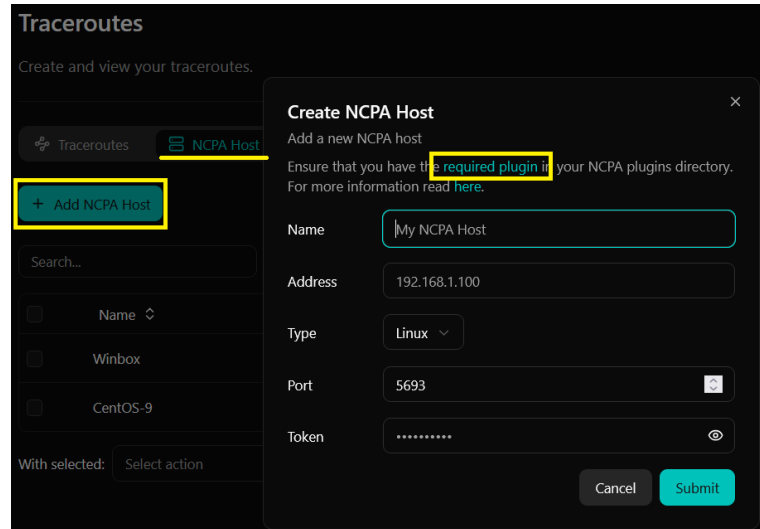 Traceroutes
Create and view your traceroutes.
Traceroutes
NCPA Host
+ Add NCPA Host
Search...
Name
Winbox
CentOS-9
With selected:
Select action
Create NCPA Host
Add a new NCPA host
Ensure that you have the required plugin in your NCPA plugins directory.
For more information read here.
Name
My NCPA Host
Address
192.168.1.100
Type
Linux
Port
5693
Token
••••••••••
Cancel
Submit